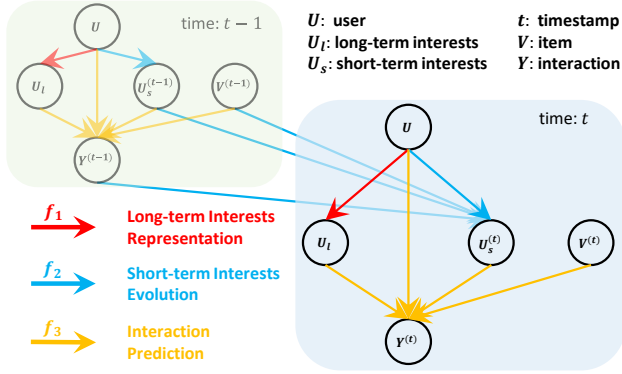 U
time: t − 1
U_l
U_s^(t−1)
V^(t−1)
Y^(t−1)
U: user
t: timestamp
U_l: long-term interests
V: item
U_s: short-term interests
Y: interaction
U
time: t
U_l
U_s^(t)
V^(t)
Y^(t)
f_1
Long-term Interests
Representation
f_2
Short-term Interests
Evolution
f_3
Interaction
Prediction